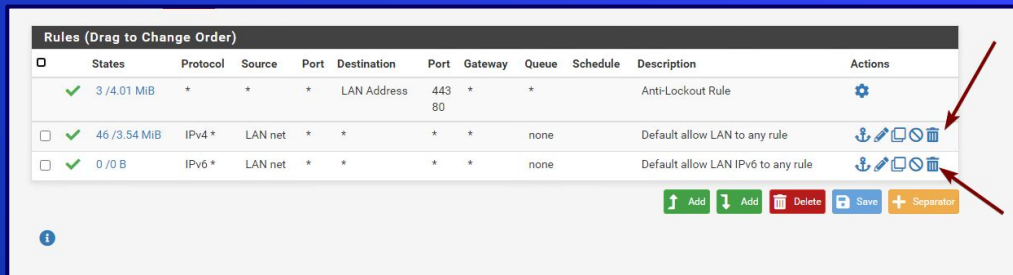 Rules (Drag to Change Order)
States Protocol Source Port Destination Port Gateway Queue Schedule Description Actions
3 /4.01 MiB * * * LAN Address 443 * * Anti-Lockout Rule
80
46 /3.54 MiB IPv4 * LAN net * * * * none Default allow LAN to any rule
0 /0 B IPv6 * LAN net * * * * none Default allow LAN IPv6 to any rule
Add Add Delete Save Separator